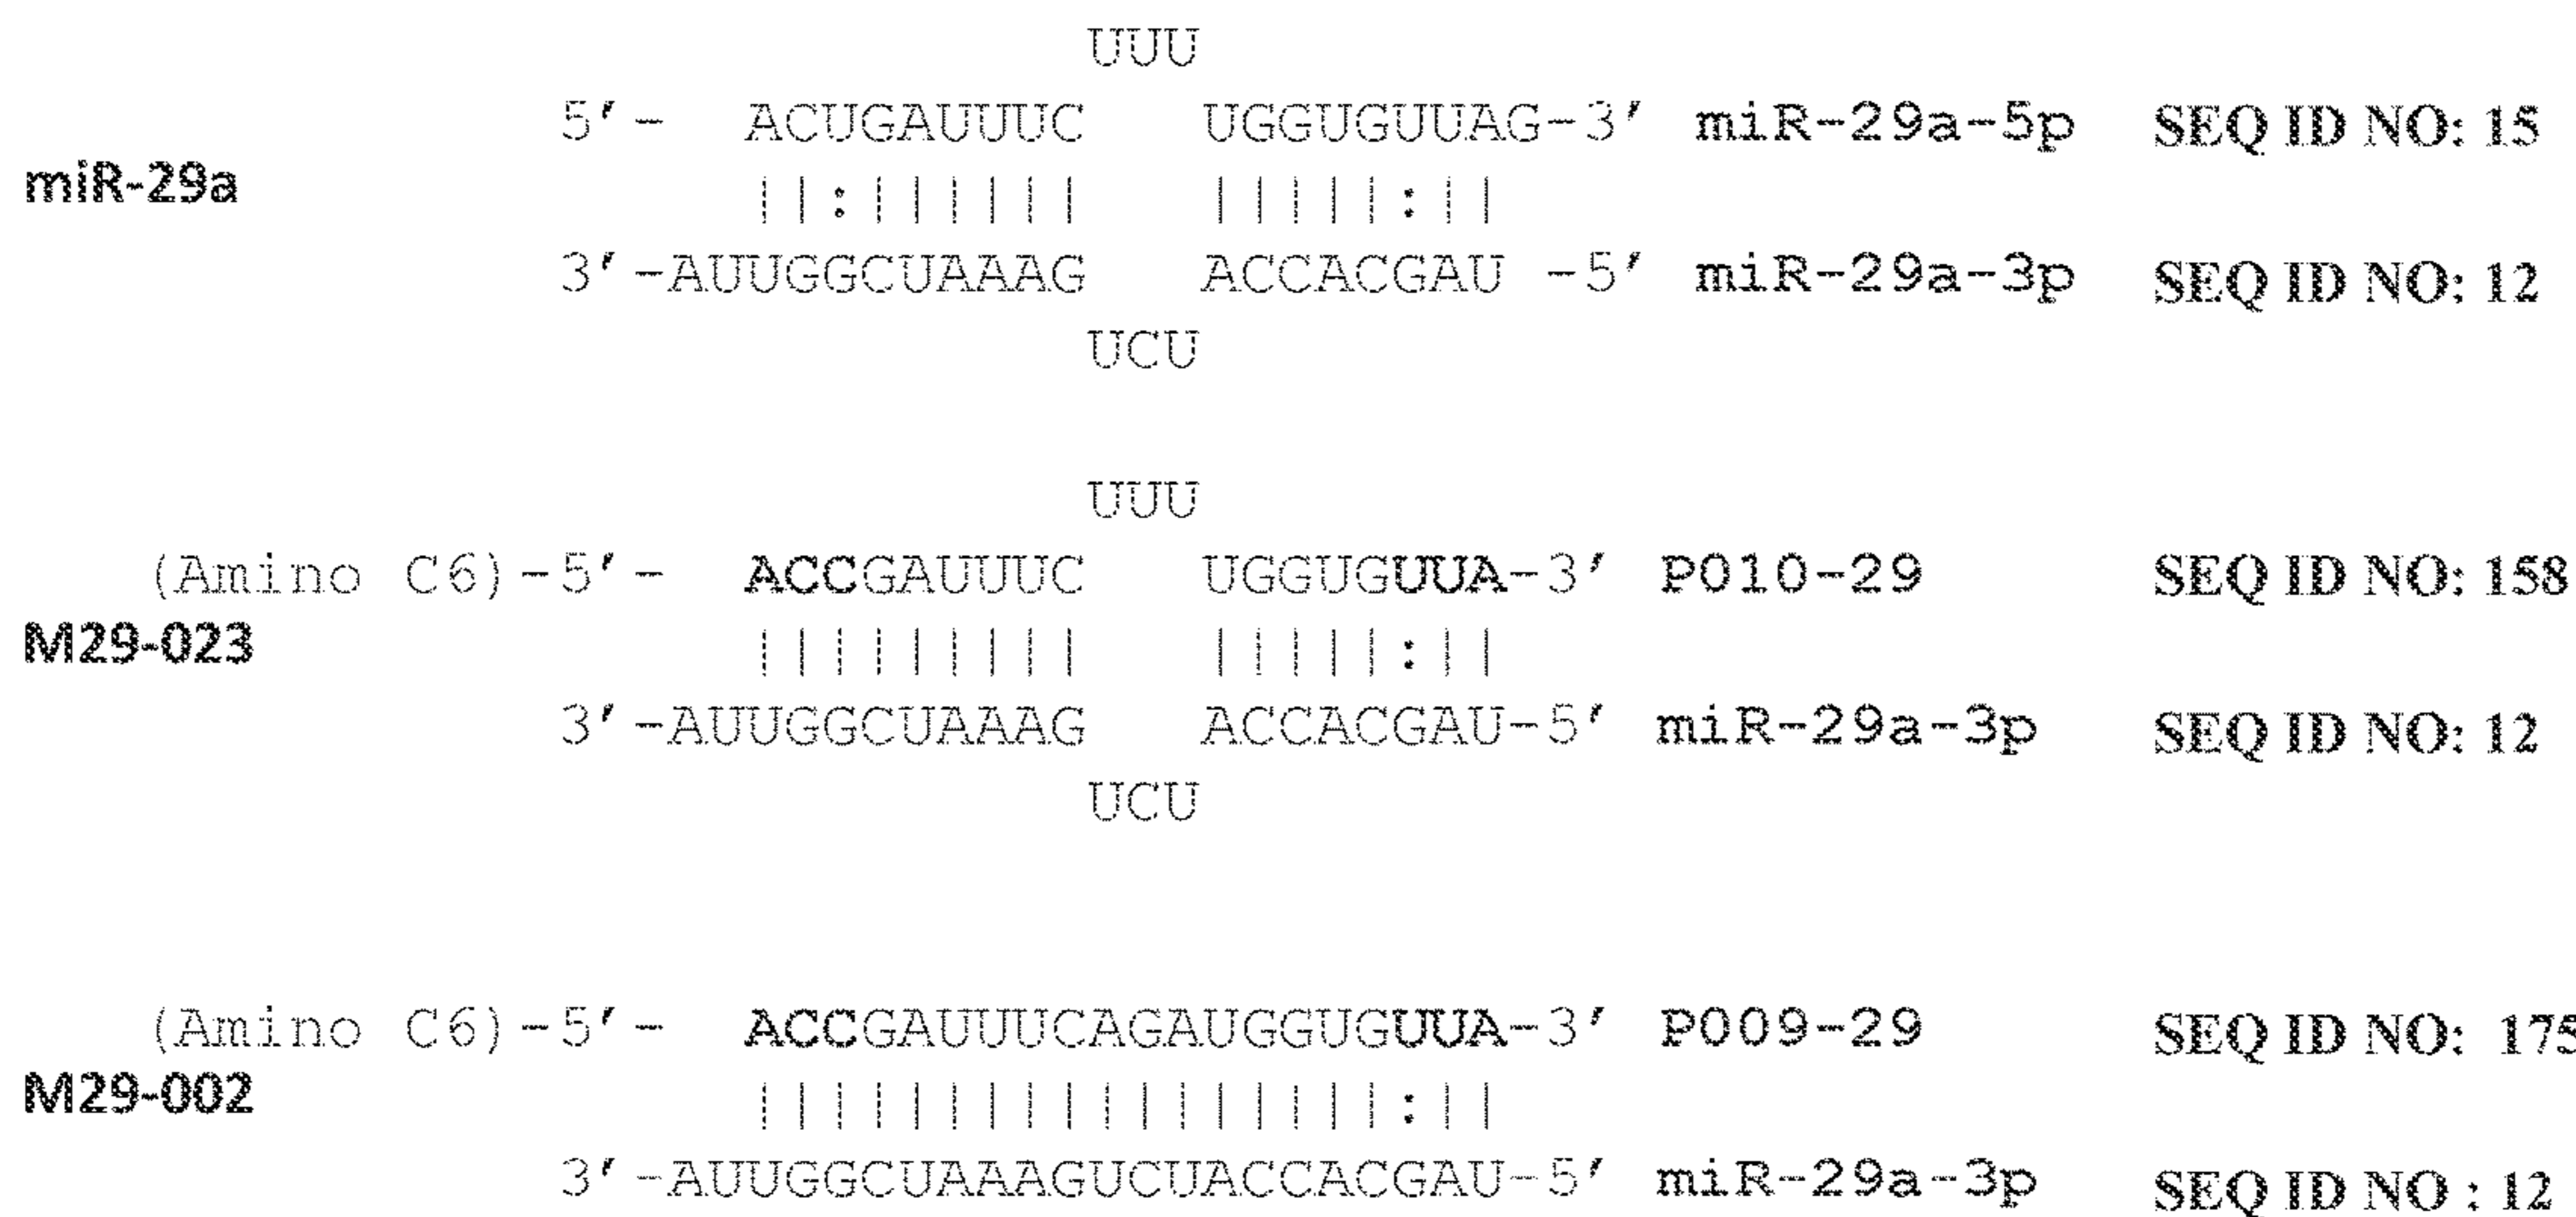 UUU
5′- ACUGAUUUC UGGUGUUAG-3′ miR-29a-5p SEQ ID NO: 15
miR-29a
||:|||||| |||||:||
3′-AUUGGCUAAAG ACCACGAU -5′ miR-29a-3p SEQ ID NO: 12
UCU
UUU
(Amino C6)-5′- ACCGAUUUC UGGUGUUA-3′ P010-29 SEQ ID NO: 158
M29-023
||||||||| |||||:||
3′-AUUGGCUAAAG ACCACGAU-5′ miR-29a-3p SEQ ID NO: 12
UCU
(Amino C6)-5′- ACCGAUUUCAGAUGGUGUUA-3′ P009-29 SEQ ID NO: 175
M29-002
|||||||||||||||||:||
3′-AUUGGCUAAAGUCUACCACGAU-5′ miR-29a-3p SEQ ID NO : 12